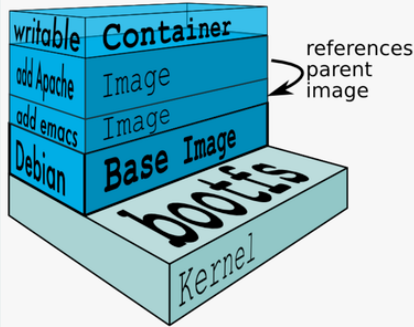 writable Container
add Apache Image
add emacs Image
Debian Base Image
references
parent
image
bootfs
Kernel